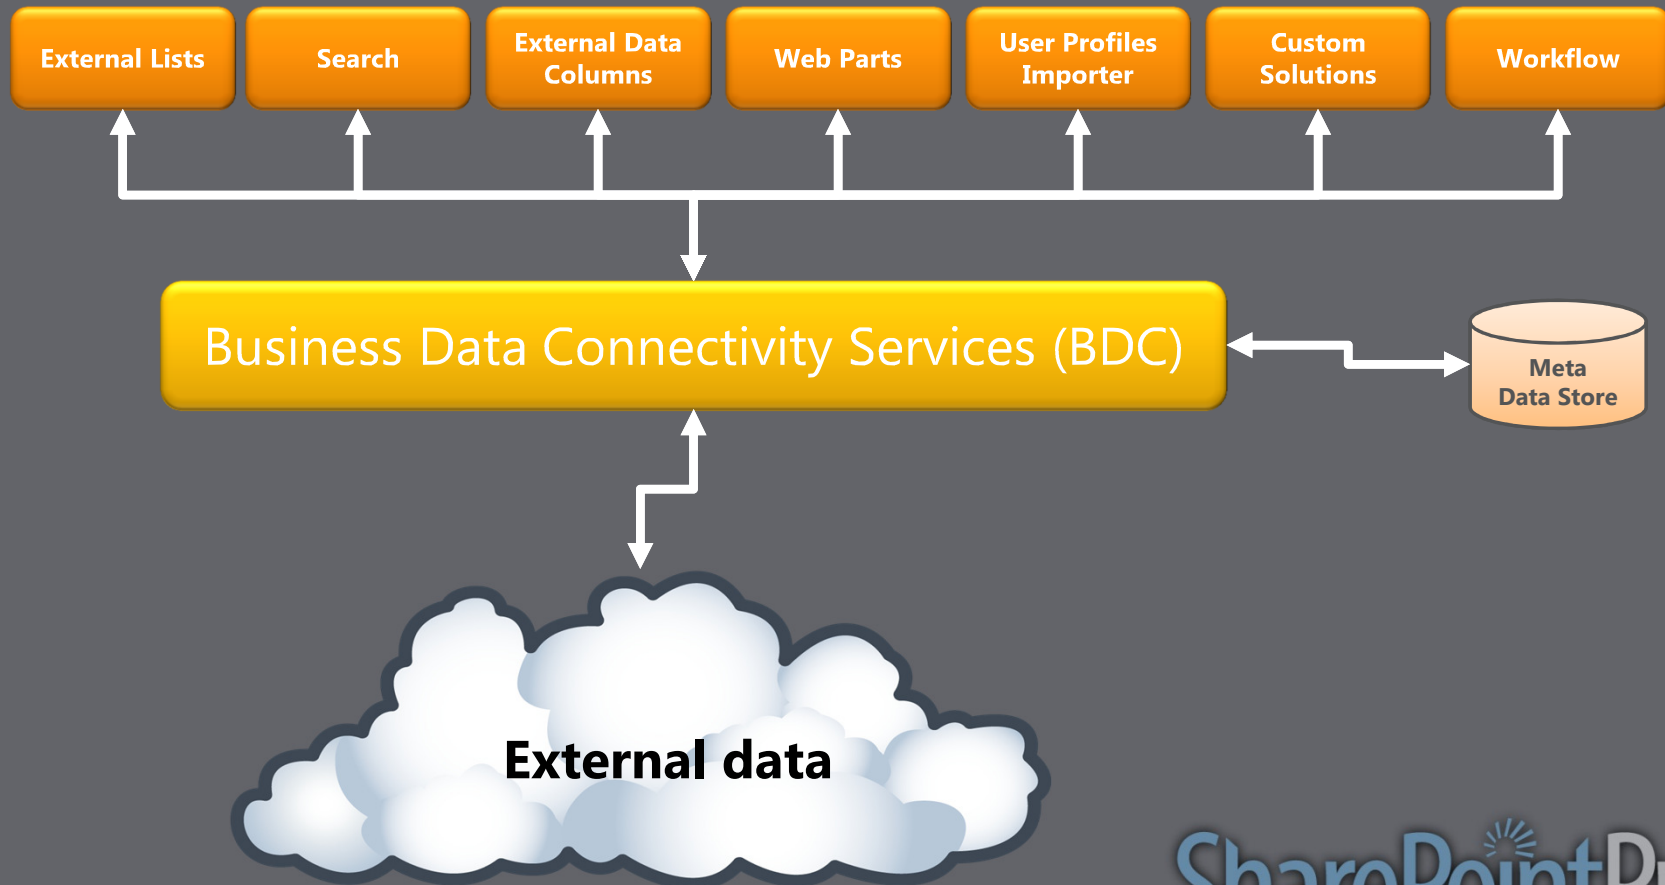 External Lists
Search
External Data
Columns
Web Parts
User Profiles
Importer
Custom
Solutions
Workflow
Business Data Connectivity Services (BDC)
Meta
Data Store
External data